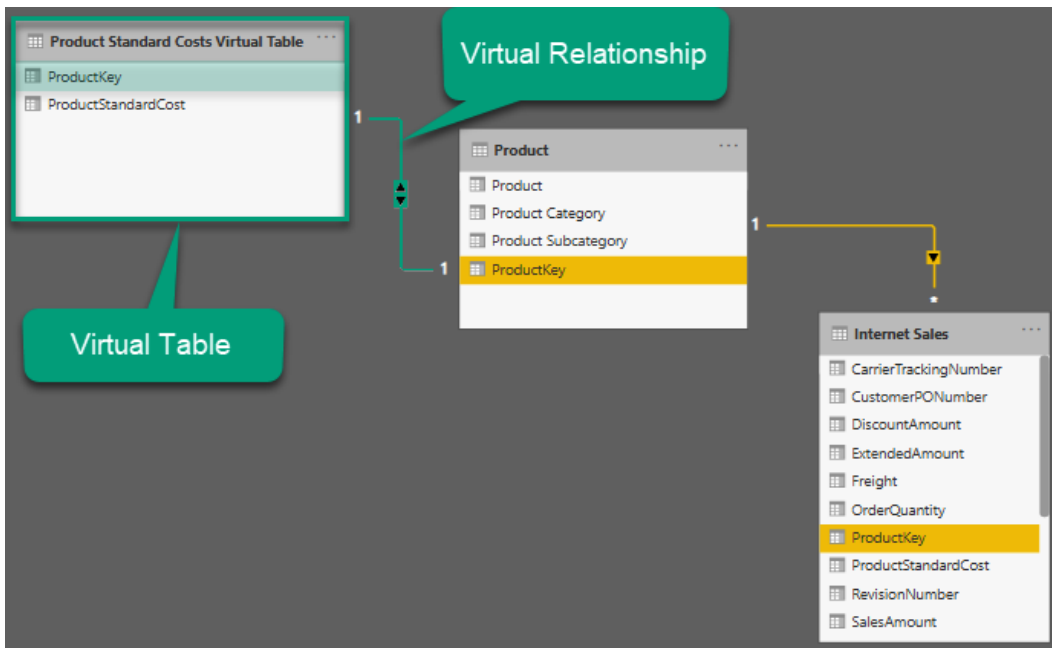 Product Standard Costs Virtual Table ...
ProductKey
ProductStandardCost
Virtual Relationship
1
1
Product ...
Product
Product Category
Product Subcategory
ProductKey
1
*
Virtual Table
Internet Sales ...
CarrierTrackingNumber
CustomerPONumber
DiscountAmount
ExtendedAmount
Freight
OrderQuantity
ProductKey
ProductStandardCost
RevisionNumber
SalesAmount